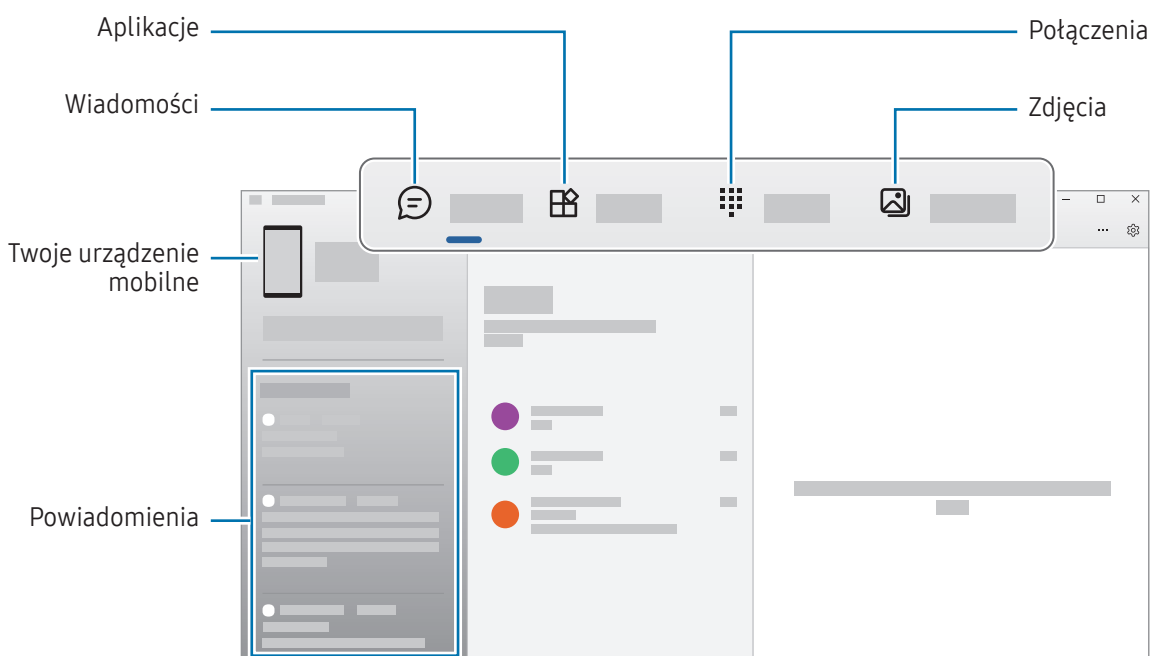 Aplikacje
Połączenia
Wiadomości
Zdjęcia
Twoje urządzenie
mobilne
Powiadomienia